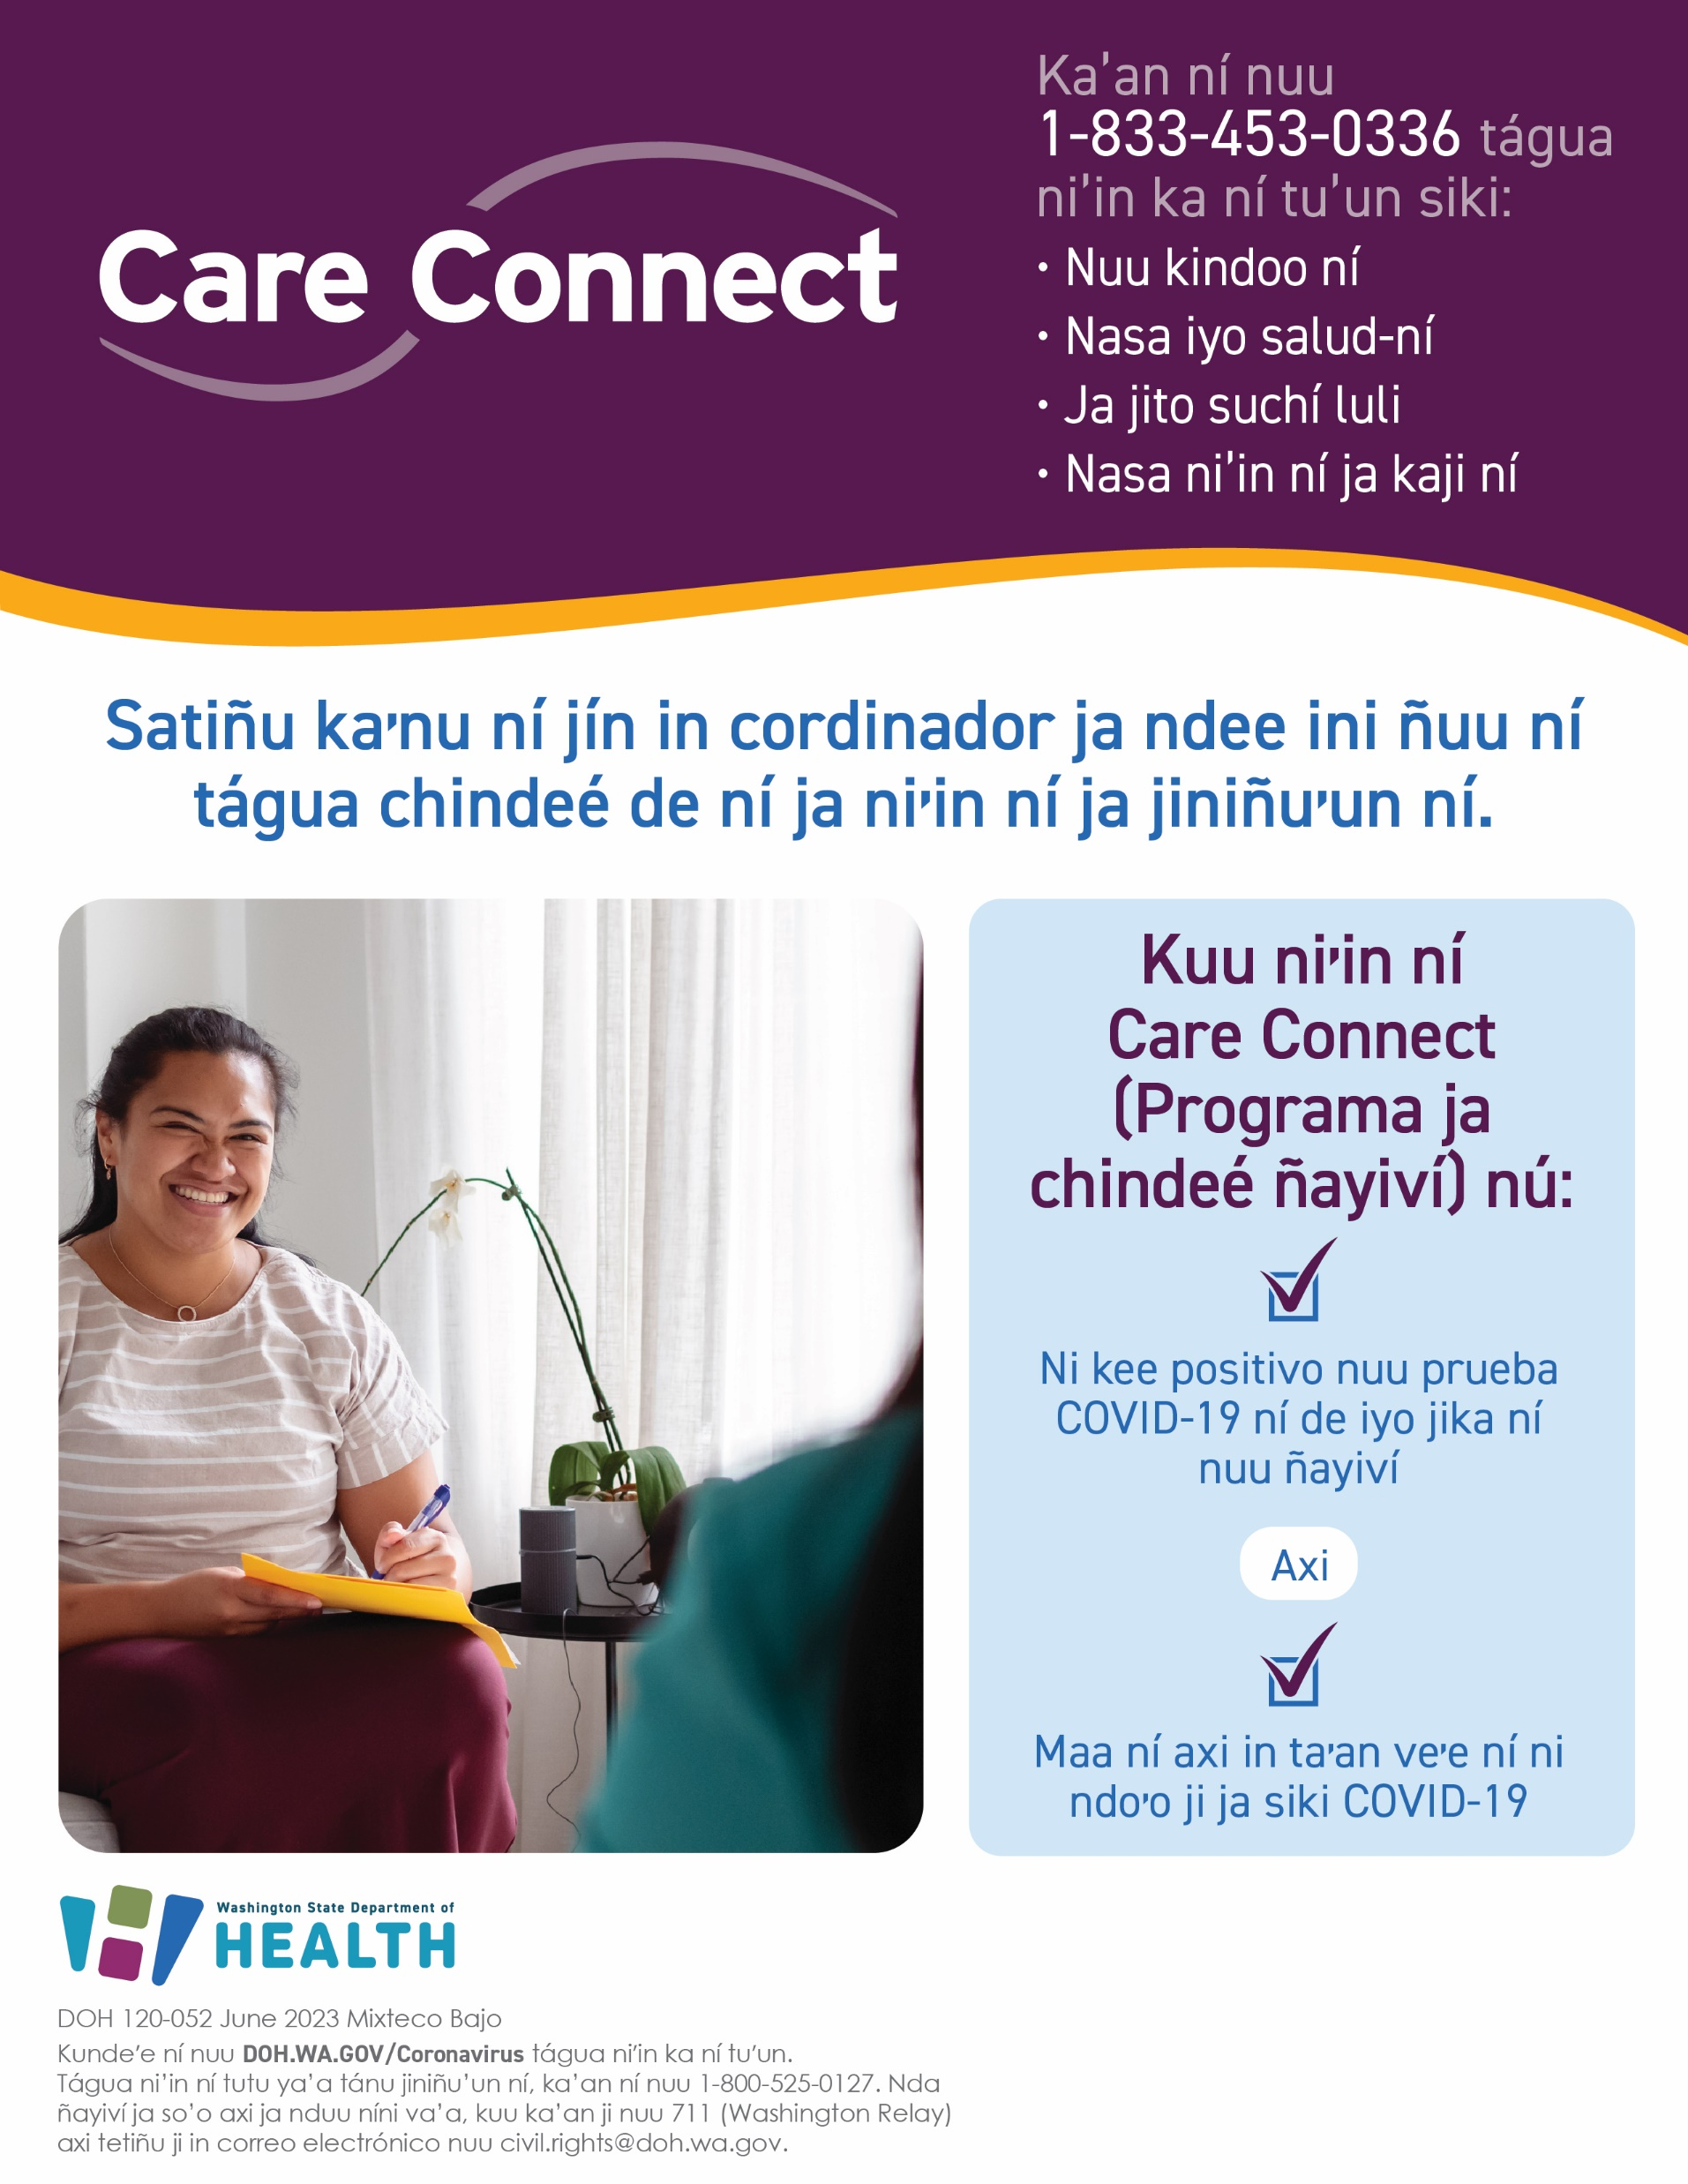 Care Connect
Ka'an ní nuu
1-833-453-0336 tágua
ni'in ka ní tu'un siki:
• Nuu kindoo ní
• Nasa iyo salud-ní
• Ja jito suchí luli
• Nasa ni'in ní ja kaji ní
Satiñu ka'nu ní jín in cordinador ja ndee ini ñuu ní
tágua chindeé de ní ja ni'in ní ja jiniñu'un ní.
Kuu ni'in ní
Care Connect
(Programa ja
chindeé ñayiví) nú:
Ni kee positivo nuu prueba
COVID-19 ní de iyo jika ní
nuu ñayiví
Axi
Maa ní axi in ta'an ve'e ní ni
ndo'o ji ja siki COVID-19
Washington State Department of
HEALTH
DOH 120-052 June 2023 Mixteco Bajo
Kunde'e ní nuu DOH.WA.GOV/Coronavirus tágua ni'in ka ní tu'un.
Tágua ni'in ní tutu ya'a tánu jiniñu'un ní, ka'an ní nuu 1-800-525-0127. Nda
ñayiví ja so'o axi ja nduu níni va'a, kuu ka'an ji nuu 711 (Washington Relay)
axi tetiñu ji in correo electrónico nuu civil.rights@doh.wa.gov.